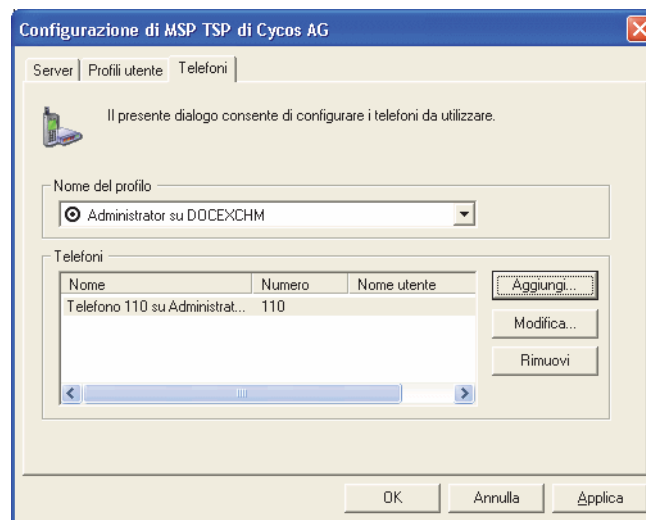 Configurazione di MSP TSP di Cycos AG
Server Profili utente Telefoni
Il presente dialogo consente di configurare i telefoni da utilizzare.
Nome del profilo
Administrator su DOCEXCHM
Telefoni
Nome Numero Nome utente
Telefono 110 su Administrat... 110
Aggiungi...
Modifica...
Rimuovi
OK Annulla Applica